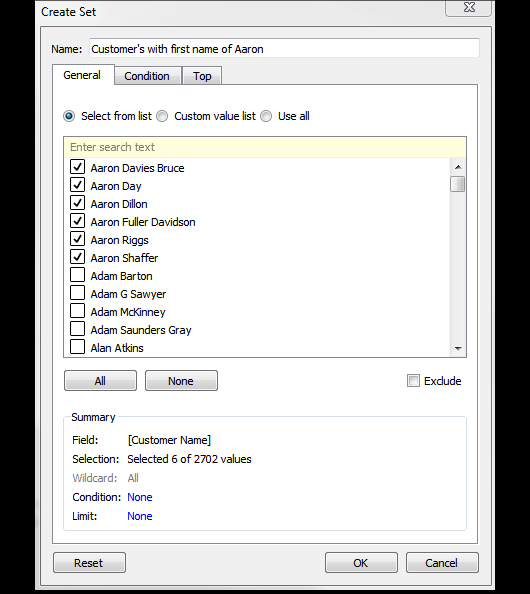 Create Set
Name: Customer's with first name of Aaron
General Condition Top
Select from list Custom value list Use all
Enter search text
Aaron Davies Bruce
Aaron Day
Aaron Dillon
Aaron Fuller Davidson
Aaron Riggs
Aaron Shaffer
Adam Barton
Adam G Sawyer
Adam McKinney
Adam Saunders Gray
Alan Atkins
All None Exclude
Summary
Field: [Customer Name]
Selection: Selected 6 of 2702 values
Wildcard: All
Condition: None
Limit: None
Reset OK Cancel